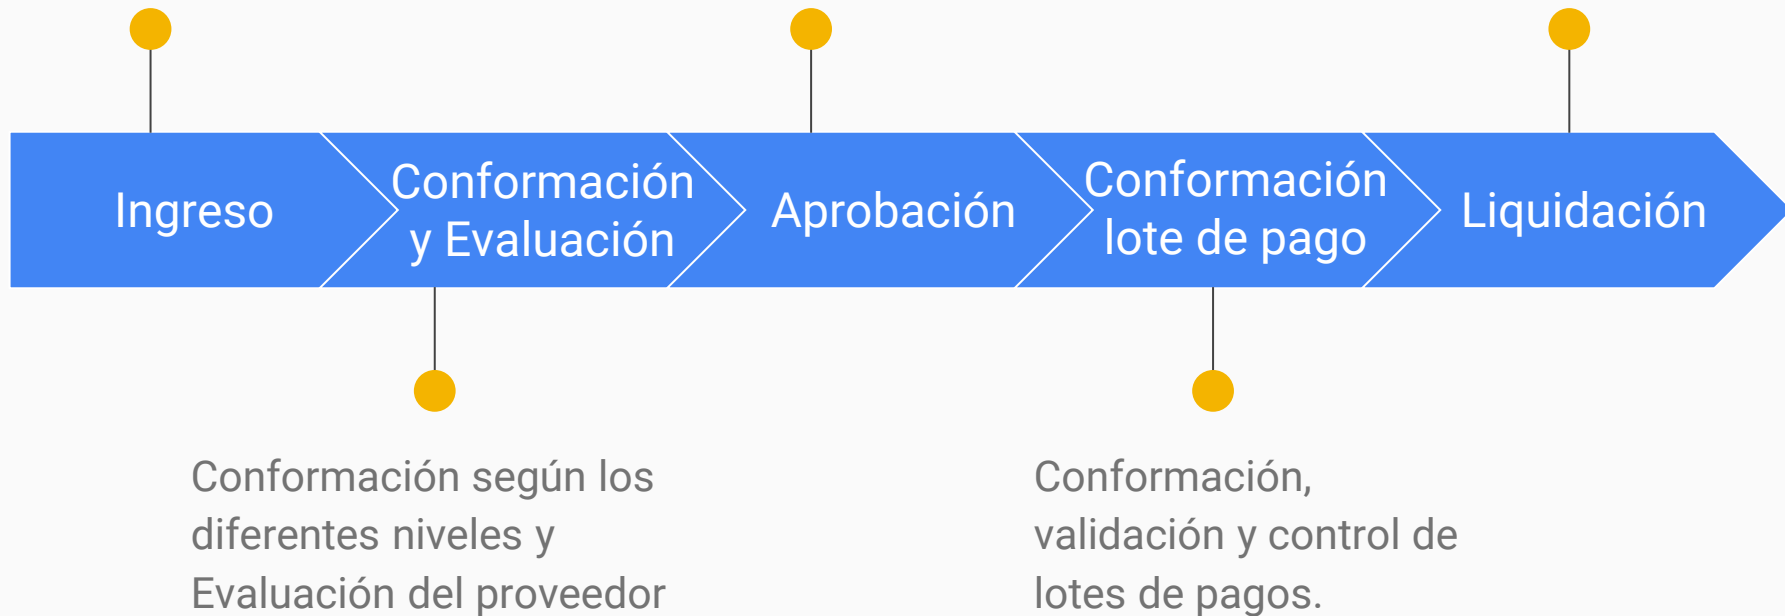 Ingreso
Conformación
y Evaluación
Aprobación
Conformación
lote de pago
Liquidación
Conformación según los
diferentes niveles y
Evaluación del proveedor
Conformación,
validación y control de
lotes de pagos.